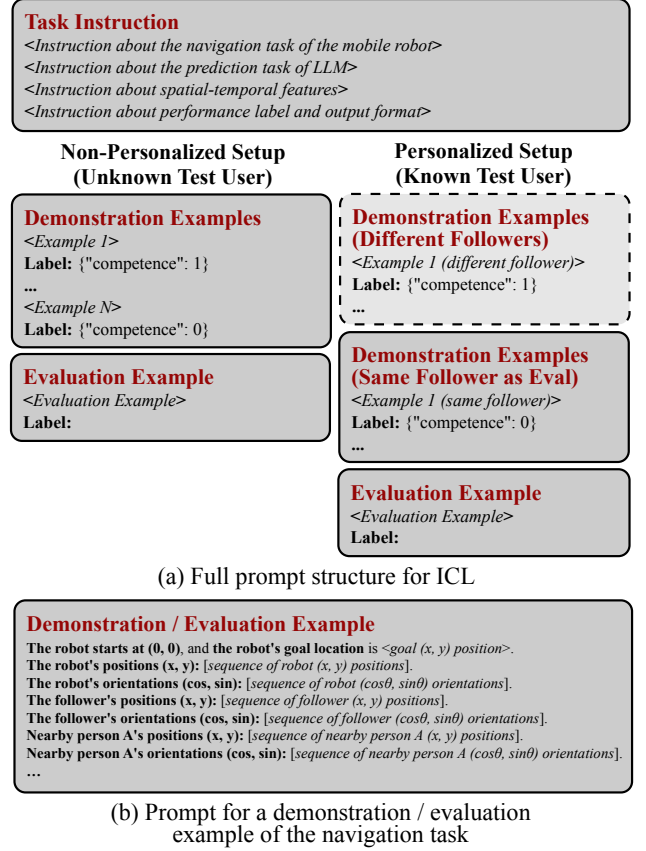 Task Instruction
<Instruction about the navigation task of the mobile robot>
<Instruction about the prediction task of LLM>
<Instruction about spatial-temporal features>
<Instruction about performance label and output format>
Non-Personalized Setup
(Unknown Test User)
Demonstration Examples
<Example 1>
Label: {"competence": 1}
...
<Example N>
Label: {"competence": 0}
Evaluation Example
<Evaluation Example>
Label:
Personalized Setup
(Known Test User)
Demonstration Examples
(Different Followers)
<Example 1 (different follower)>
Label: {"competence": 1}
...
Demonstration Examples
(Same Follower as Eval)
<Example 1 (same follower)>
Label: {"competence": 0}
...
Evaluation Example
<Evaluation Example>
Label:
(a) Full prompt structure for ICL
Demonstration / Evaluation Example
The robot starts at (0, 0), and the robot's goal location is <goal (x, y) position>.
The robot's positions (x, y): [sequence of robot (x, y) positions].
The robot's orientations (cos, sin): [sequence of robot (cosθ, sinθ) orientations].
The follower's positions (x, y): [sequence of follower (x, y) positions].
The follower's orientations (cos, sin): [sequence of follower (cosθ, sinθ) orientations].
Nearby person A's positions (x, y): [sequence of nearby person A (x, y) positions].
Nearby person A's orientations (cos, sin): [sequence of nearby person A (cosθ, sinθ) orientations].
...
(b) Prompt for a demonstration / evaluation
example of the navigation task